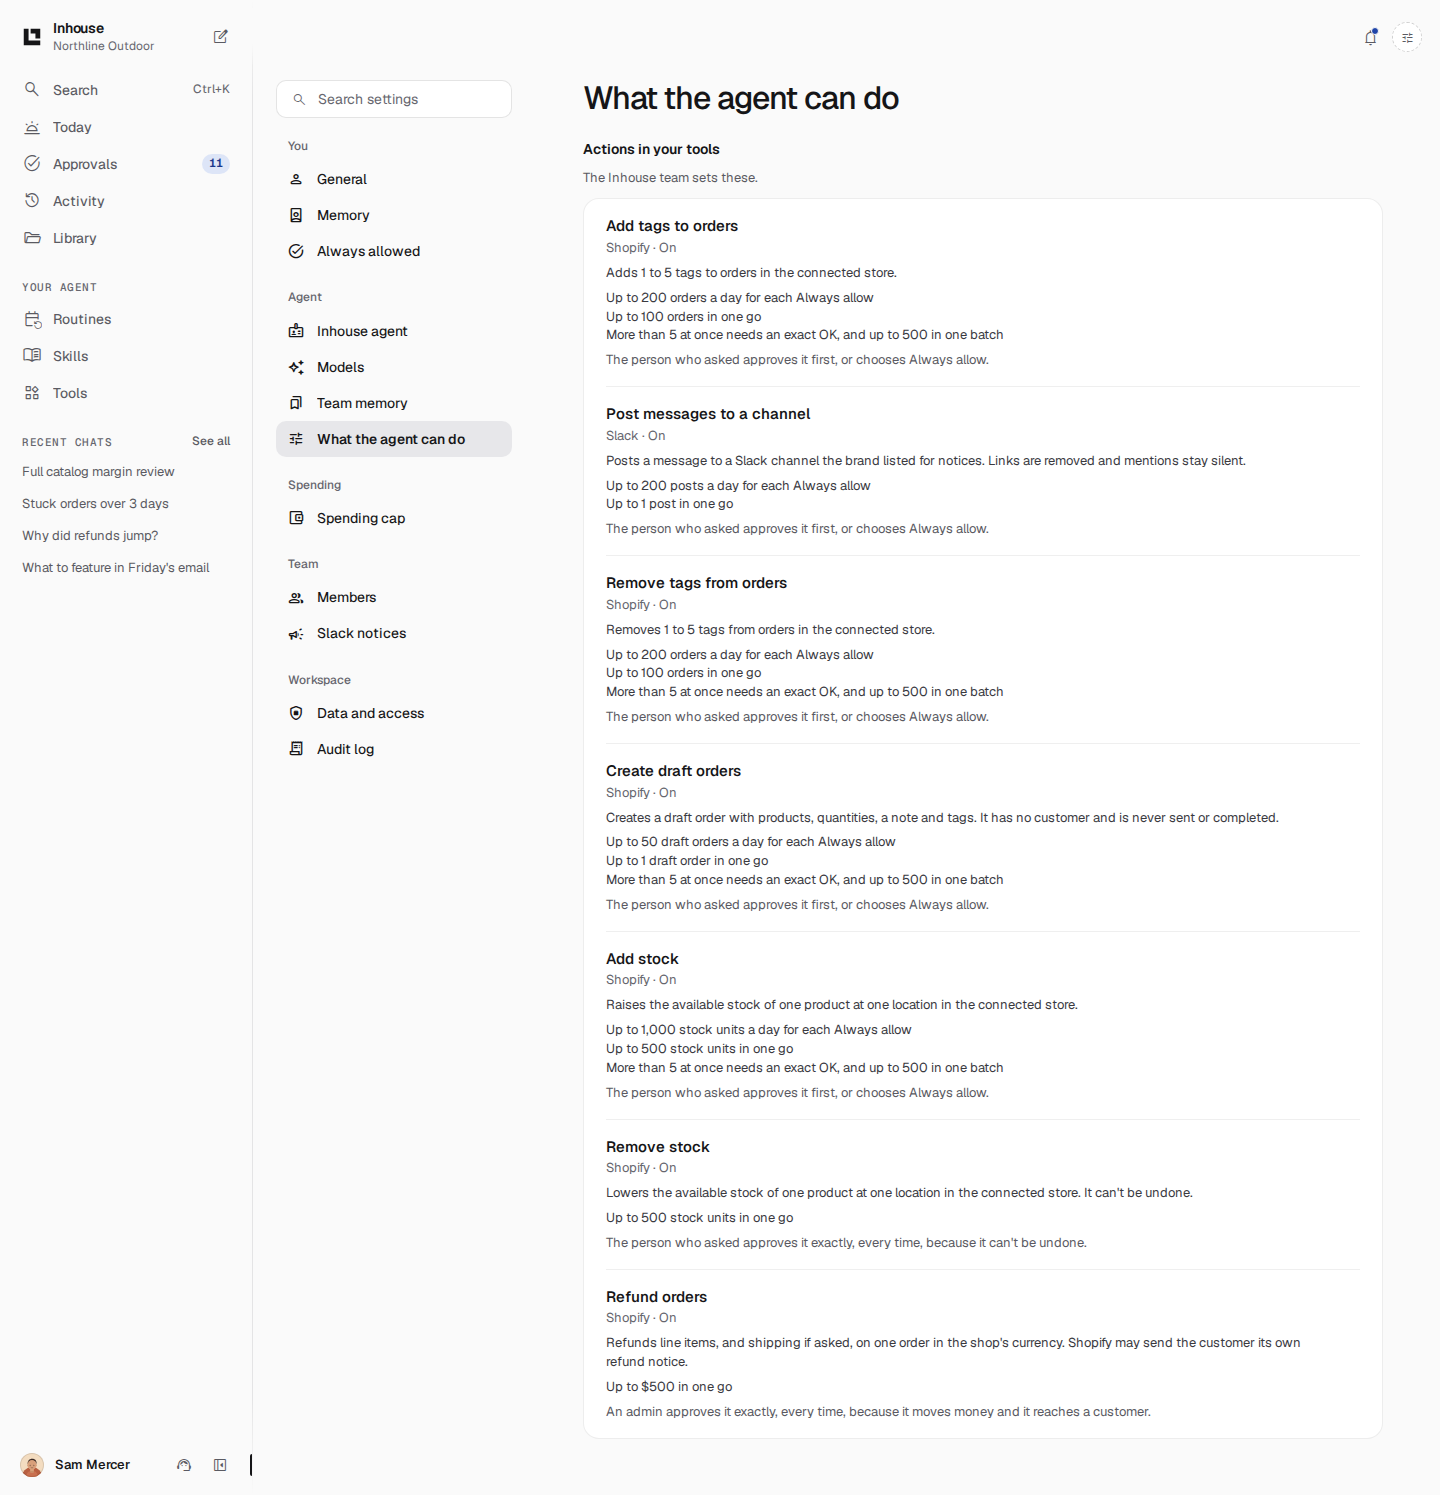 Inhouse
Northline Outdoor
Search
Ctrl+K
Today
Approvals
11
Activity
Library
YOUR AGENT
Routines
Skills
Tools
RECENT CHATS
See all
Full catalog margin review
Stuck orders over 3 days
Why did refunds jump?
What to feature in Friday's email
Sam Mercer
Search settings
You
General
Memory
Always allowed
Agent
Inhouse agent
Models
Team memory
What the agent can do
Spending
Spending cap
Team
Members
Slack notices
Workspace
Data and access
Audit log
What the agent can do
Actions in your tools
The Inhouse team sets these.
Add tags to orders
Shopify · On
Adds 1 to 5 tags to orders in the connected store.
Up to 200 orders a day for each Always allow
Up to 100 orders in one go
More than 5 at once needs an exact OK, and up to 500 in one batch
The person who asked approves it first, or chooses Always allow.
Post messages to a channel
Slack · On
Posts a message to a Slack channel the brand listed for notices. Links are removed and mentions stay silent.
Up to 200 posts a day for each Always allow
Up to 1 post in one go
The person who asked approves it first, or chooses Always allow.
Remove tags from orders
Shopify · On
Removes 1 to 5 tags from orders in the connected store.
Up to 200 orders a day for each Always allow
Up to 100 orders in one go
More than 5 at once needs an exact OK, and up to 500 in one batch
The person who asked approves it first, or chooses Always allow.
Create draft orders
Shopify · On
Creates a draft order with products, quantities, a note and tags. It has no customer and is never sent or completed.
Up to 50 draft orders a day for each Always allow
Up to 1 draft order in one go
More than 5 at once needs an exact OK, and up to 500 in one batch
The person who asked approves it first, or chooses Always allow.
Add stock
Shopify · On
Raises the available stock of one product at one location in the connected store.
Up to 1,000 stock units a day for each Always allow
Up to 500 stock units in one go
More than 5 at once needs an exact OK, and up to 500 in one batch
The person who asked approves it first, or chooses Always allow.
Remove stock
Shopify · On
Lowers the available stock of one product at one location in the connected store. It can't be undone.
Up to 500 stock units in one go
The person who asked approves it exactly, every time, because it can't be undone.
Refund orders
Shopify · On
Refunds line items, and shipping if asked, on one order in the shop's currency. Shopify may send the customer its own
refund notice.
Up to $500 in one go
An admin approves it exactly, every time, because it moves money and it reaches a customer.